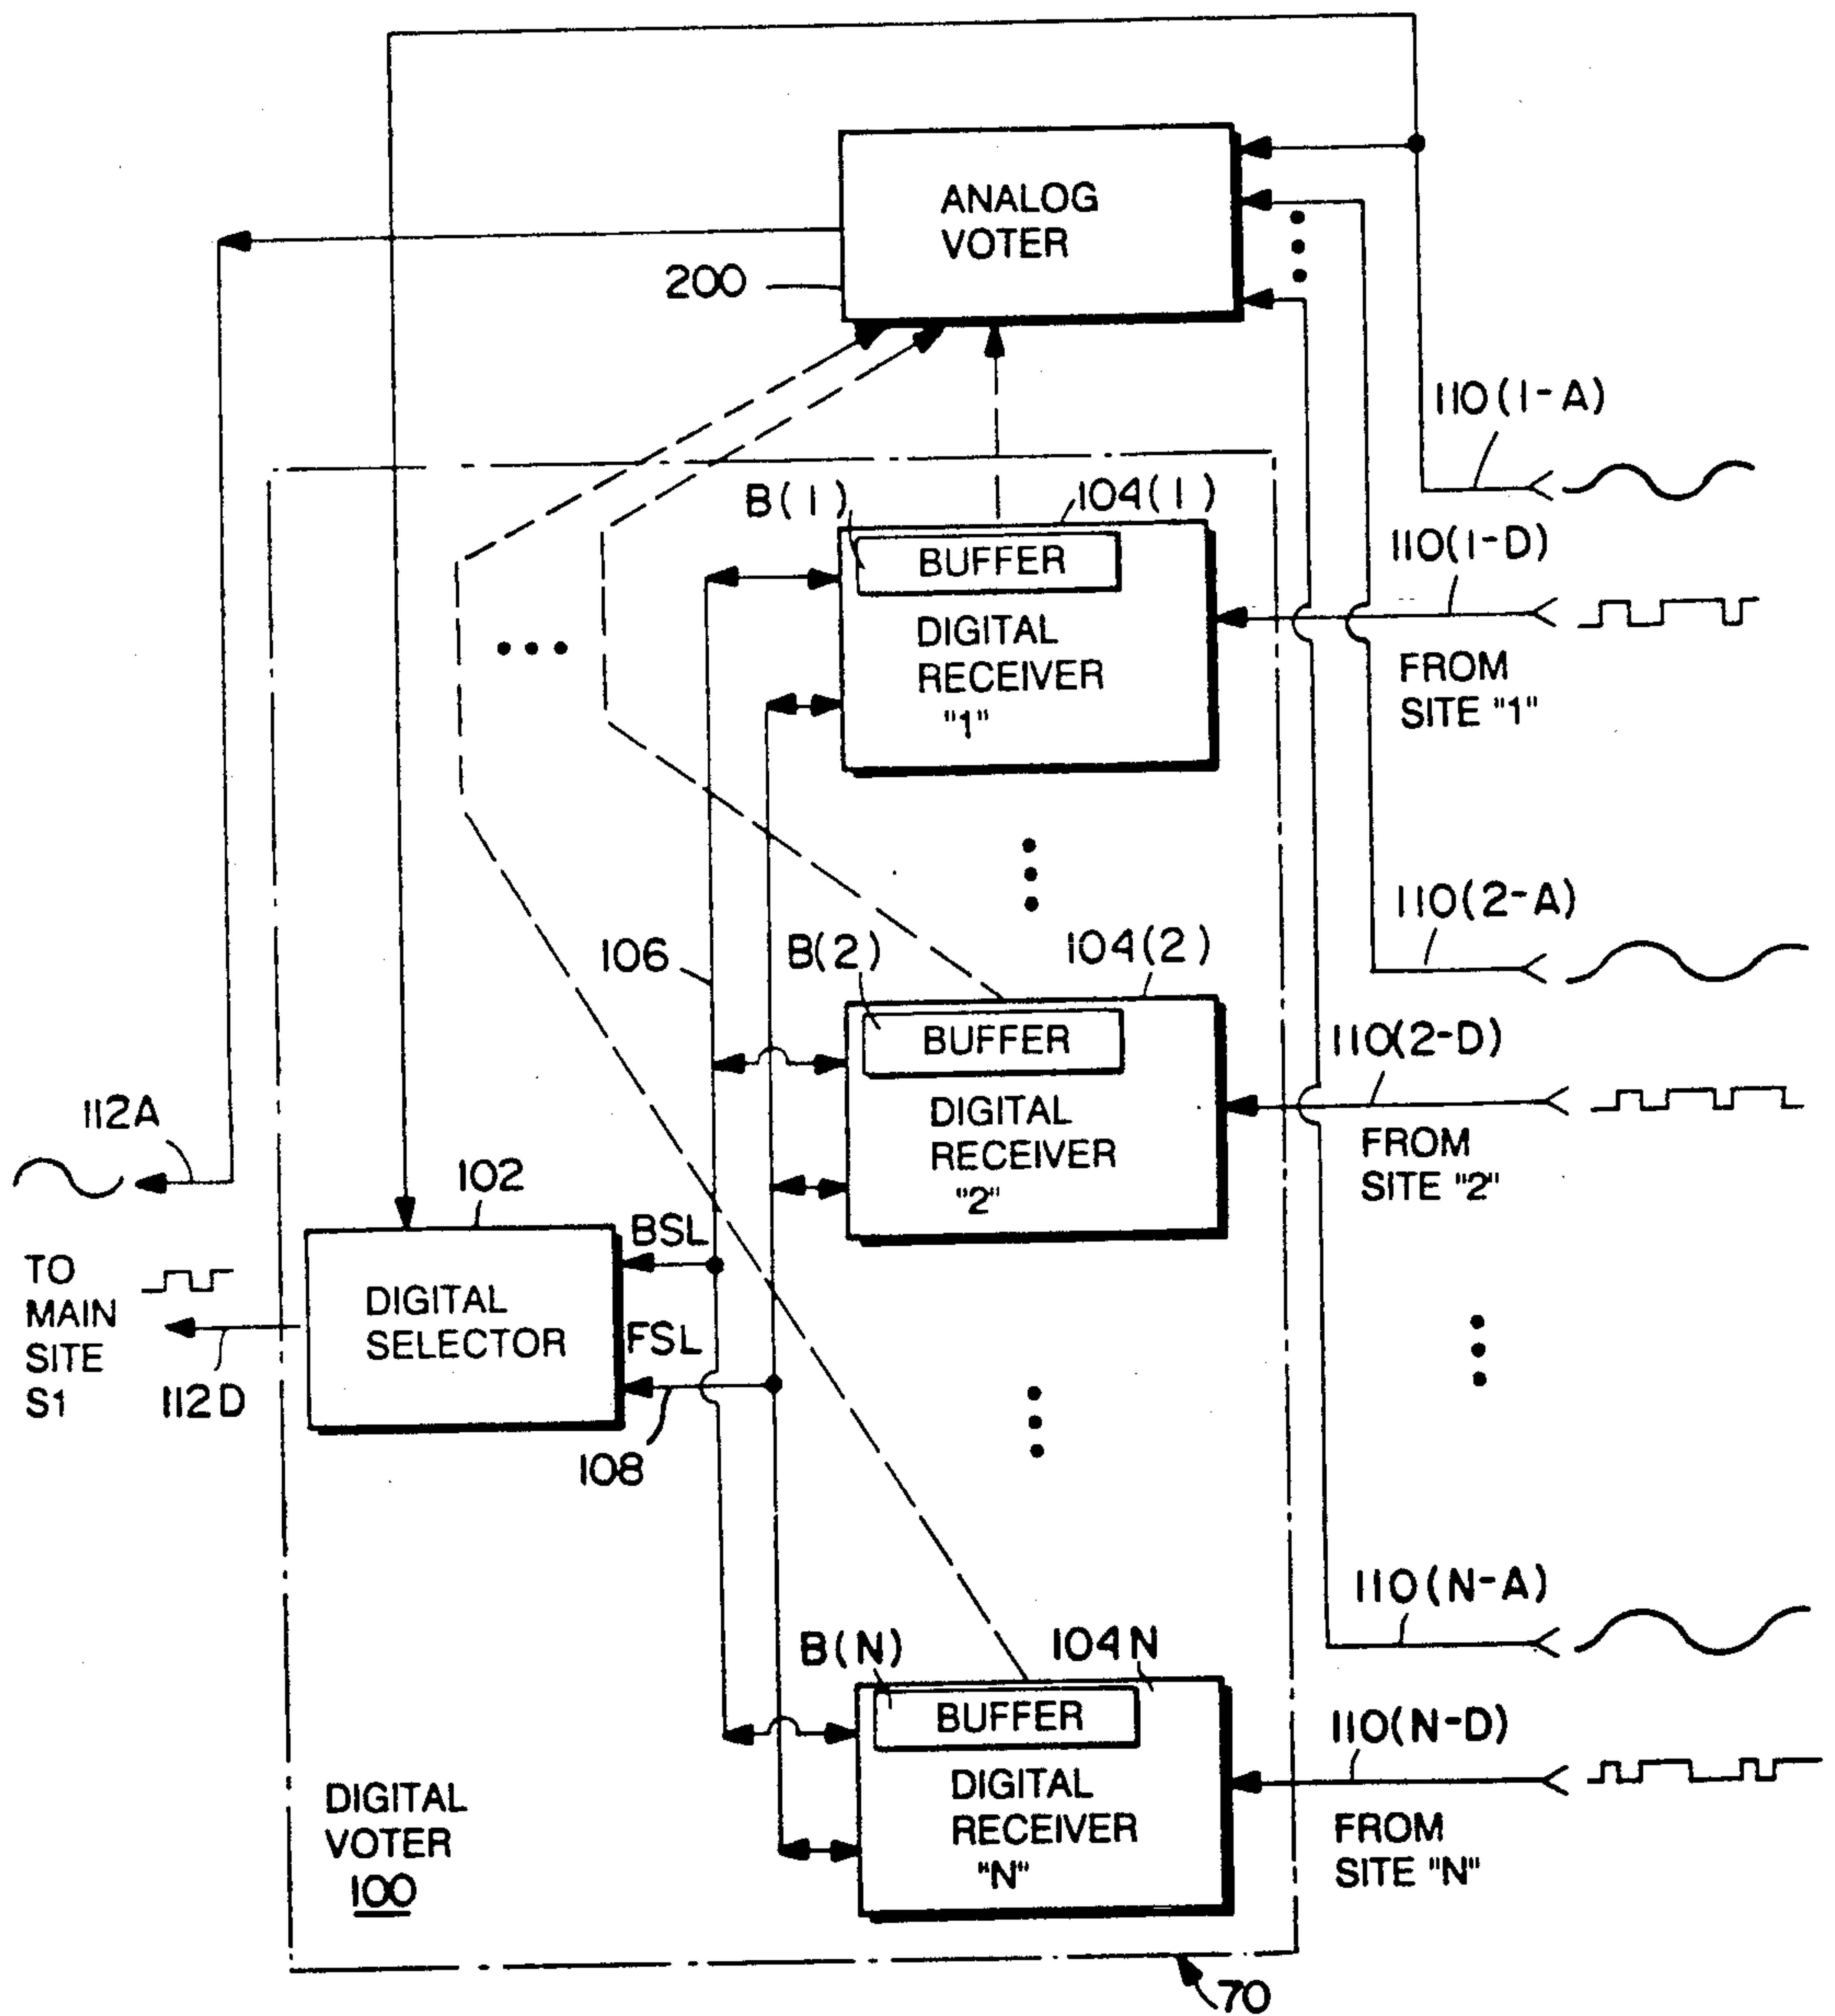 ANALOG
VOTER
200
110(1-A)
B(1)
104(1)
BUFFER
110(1-D)
DIGITAL
RECEIVER
"1"
FROM
SITE "1"
110(2-A)
106
B(2)
104(2)
BUFFER
110(2-D)
DIGITAL
RECEIVER
"2"
FROM
SITE "2"
112A
102
BSL
TO
MAIN
SITE
S1
DIGITAL
SELECTOR
FSL
112D
108
110(N-A)
B(N)
104N
BUFFER
110(N-D)
DIGITAL
RECEIVER
"N"
FROM
SITE "N"
DIGITAL
VOTER
100
70